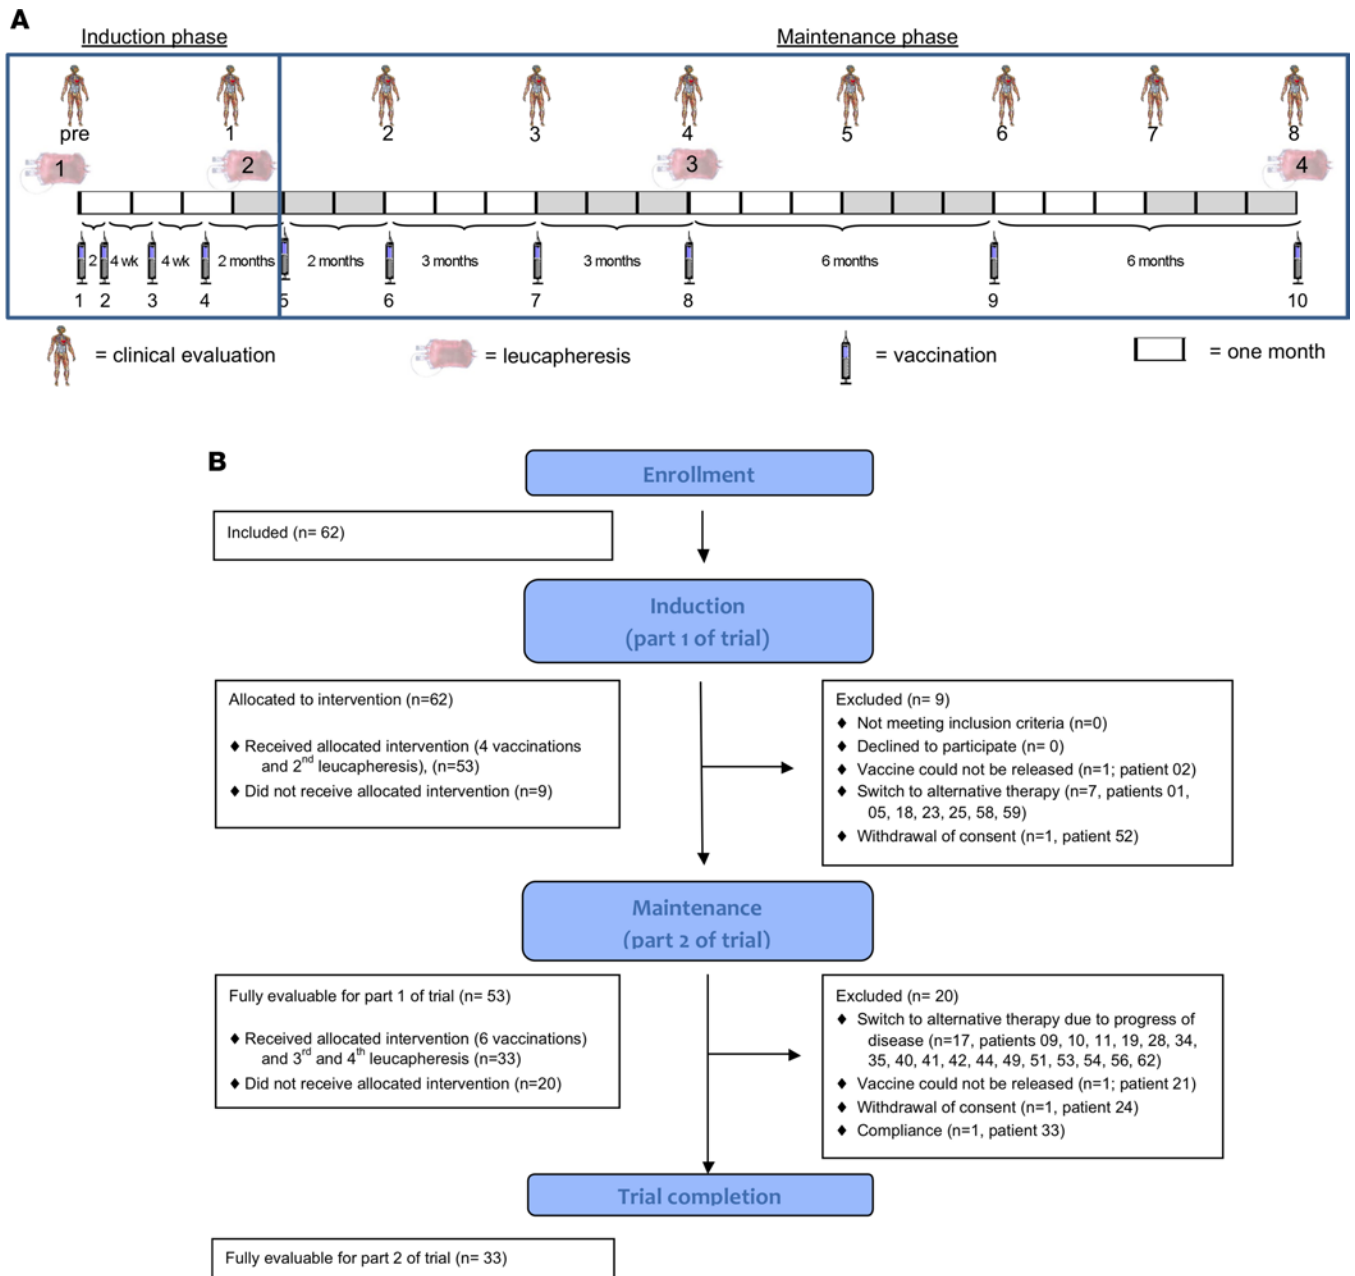 A
Induction phase
Maintenance phase
pre
1
2
3
4
5
6
7
8
1
2
3
4
2
4 wk
4 wk
2 months
2 months
3 months
3 months
6 months
6 months
1
2
3
4
5
6
7
8
9
10
= clinical evaluation
= leucapheresis
= vaccination
= one month
B
Enrollment
Included (n= 62)
Induction
(part 1 of trial)
Allocated to intervention (n=62)
♦ Received allocated intervention (4 vaccinations
and 2nd leucapheresis), (n=53)
♦ Did not receive allocated intervention (n=9)
Excluded (n= 9)
♦ Not meeting inclusion criteria (n=0)
♦ Declined to participate (n= 0)
♦ Vaccine could not be released (n=1; patient 02)
♦ Switch to alternative therapy (n=7, patients 01,
05, 18, 23, 25, 58, 59)
♦ Withdrawal of consent (n=1, patient 52)
Maintenance
(part 2 of trial)
Fully evaluable for part 1 of trial (n= 53)
♦ Received allocated intervention (6 vaccinations)
and 3rd and 4th leucapheresis (n=33)
♦ Did not receive allocated intervention (n=20)
Excluded (n= 20)
♦ Switch to alternative therapy due to progress of
disease (n=17, patients 09, 10, 11, 19, 28, 34,
35, 40, 41, 42, 44, 49, 51, 53, 54, 56, 62)
♦ Vaccine could not be released (n=1; patient 21)
♦ Withdrawal of consent (n=1, patient 24)
♦ Compliance (n=1, patient 33)
Trial completion
Fully evaluable for part 2 of trial (n= 33)